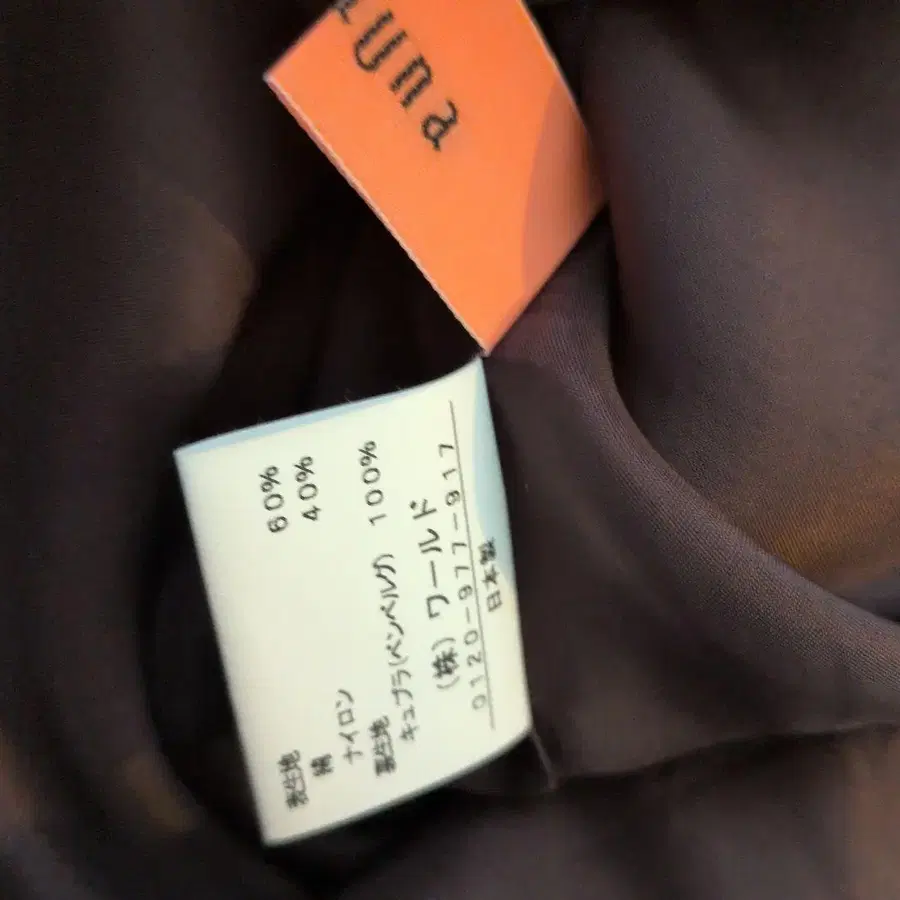 una
表生地
綿 60%
ナイロン 40%
裏生地
キュプラ(ベンベルグ) 100%
(株)ワールド
0120-977-917
日本製